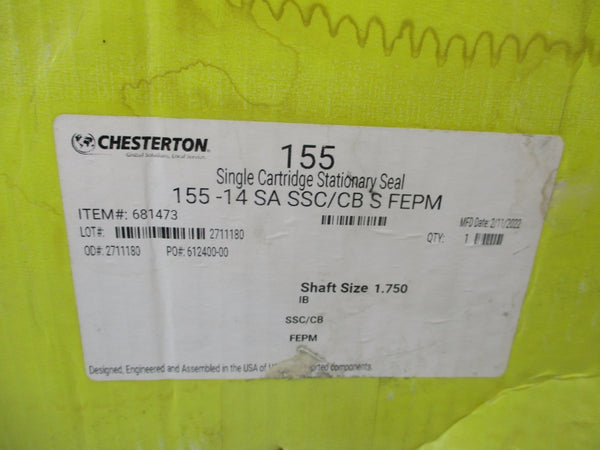 CHESTERTON
Global Solutions, Local Service.
155
Single Cartridge Stationary Seal
155 -14 SA SSC/CB S FEPM
ITEM#: 681473
MFD Date: 2/11/2022
LOT#: 2711180
QTY: 1
OD#: 2711180 PO#: 612400-00
Shaft Size 1.750
IB
SSC/CB
FEPM
Designed, Engineered and Assembled in the USA of components.